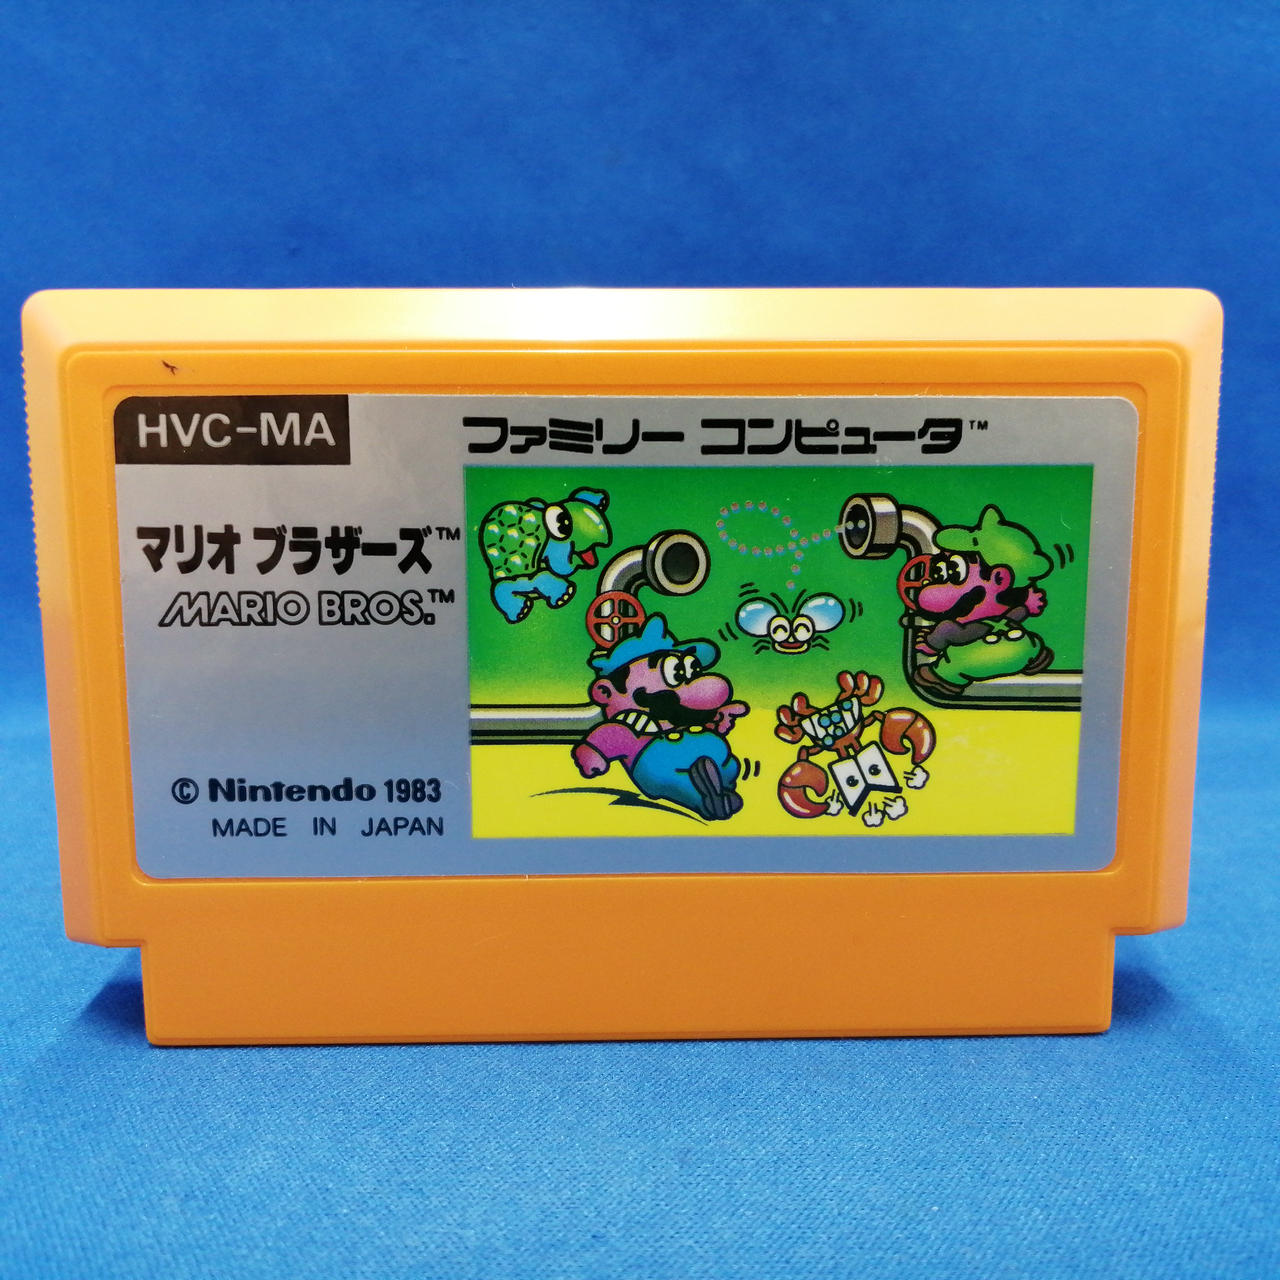 HVC-MA
ファミリー コンピュータ™
マリオ ブラザーズ™
MARIO BROS.™
© Nintendo 1983
MADE IN JAPAN